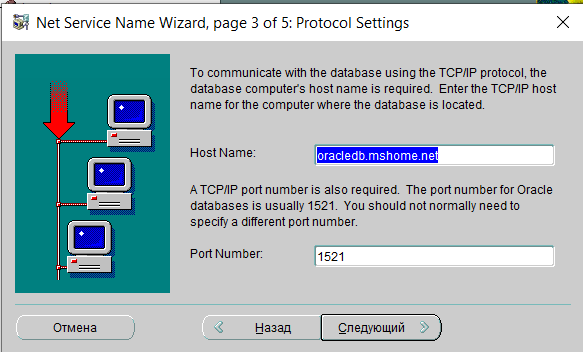 Net Service Name Wizard, page 3 of 5: Protocol Settings
To communicate with the database using the TCP/IP protocol, the
database computer's host name is required. Enter the TCP/IP host
name for the computer where the database is located.
Host Name:
oracledb.mshome.net
A TCP/IP port number is also required. The port number for Oracle
databases is usually 1521. You should not normally need to
specify a different port number.
Port Number:
1521
Отмена
Назад
Следующий